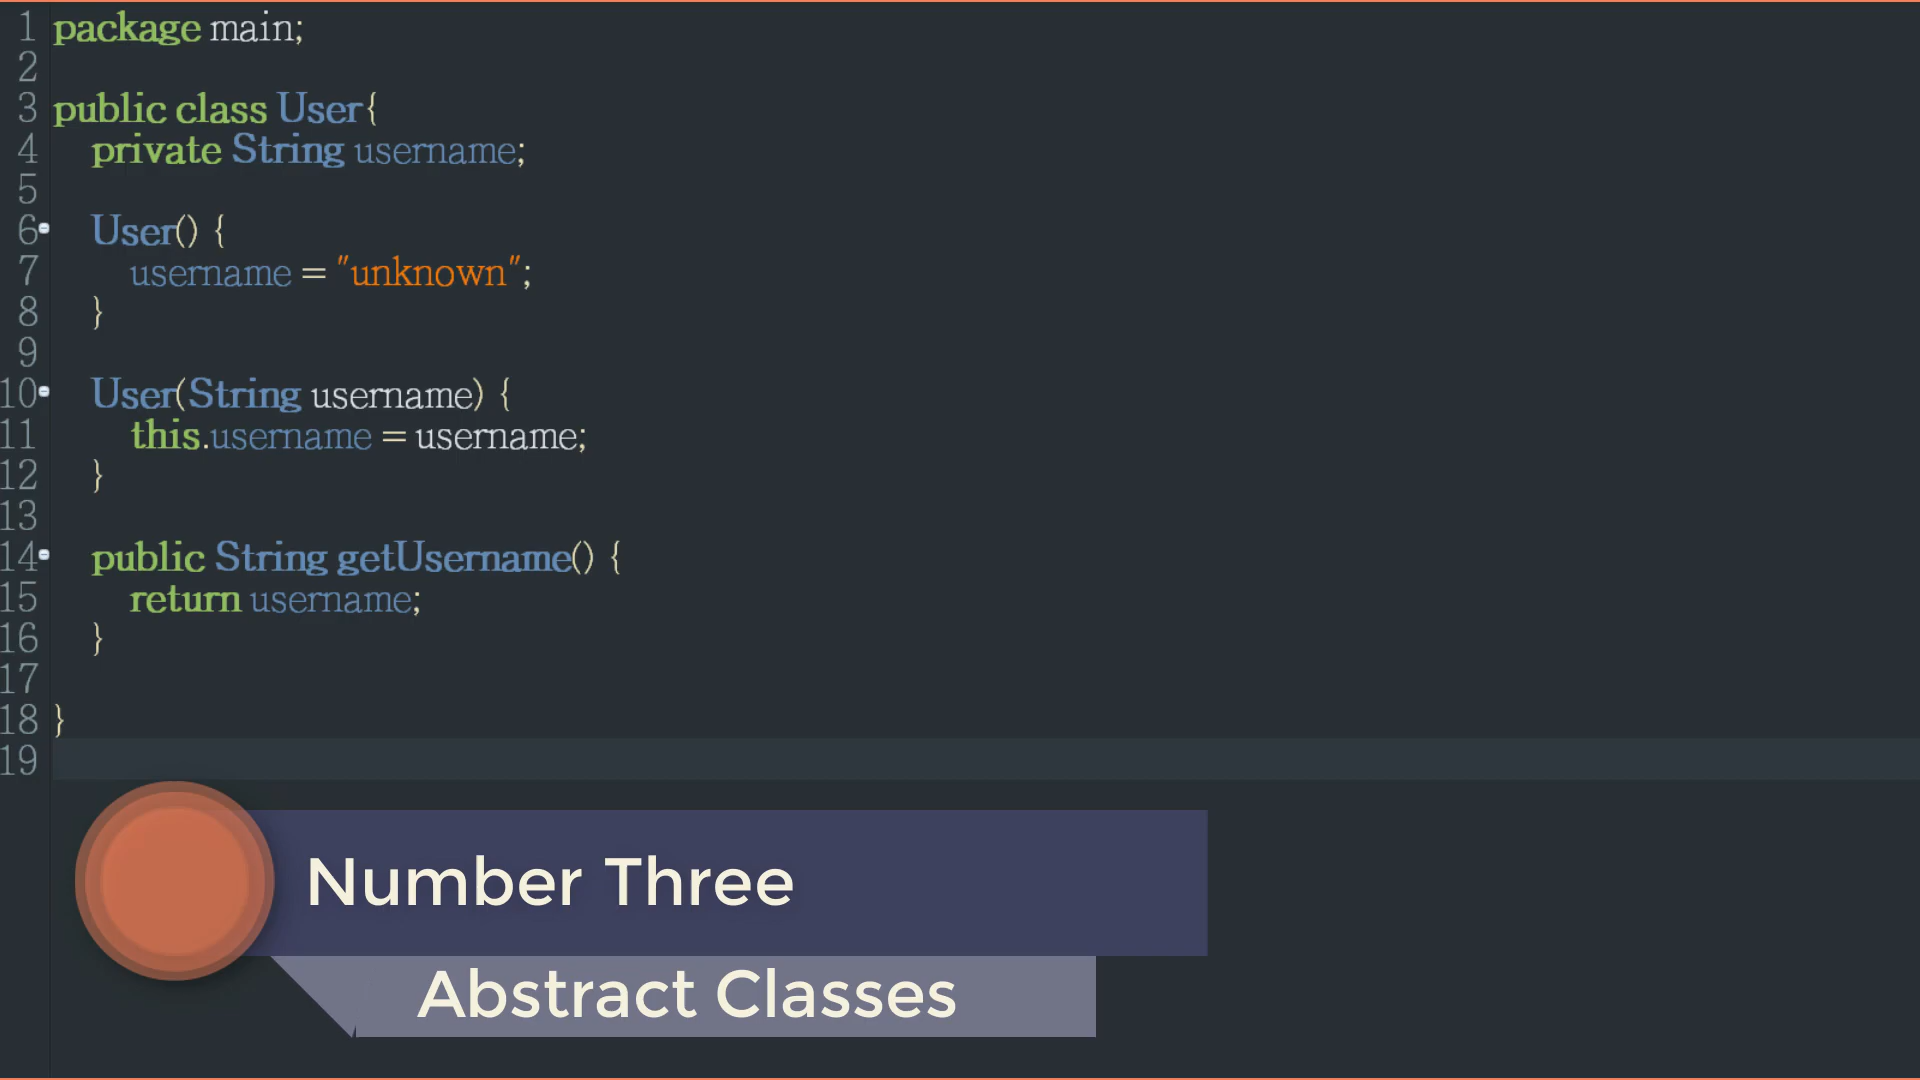 1 package main;
2
3 public class User{
4 private String username;
5
6 User() {
7 username = "unknown";
8 }
9
10 User(String username) {
11 this.username = username;
12 }
13
14 public String getUsername() {
15 return username;
16 }
17
18 }
19
Number Three
Abstract Classes